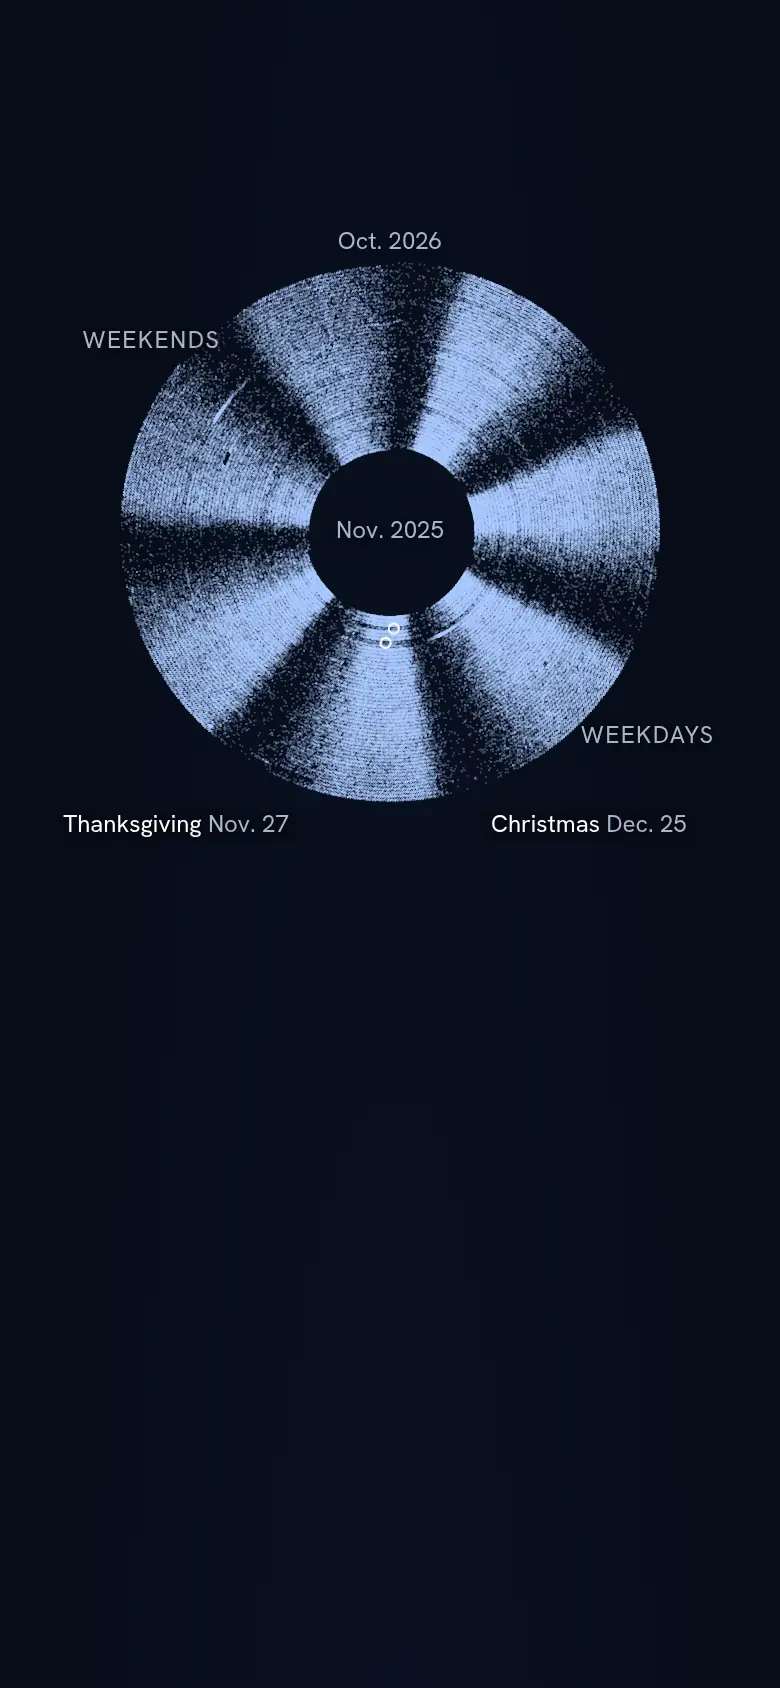 Oct. 2026
WEEKENDS
Nov. 2025
WEEKDAYS
Thanksgiving Nov. 27
Christmas Dec. 25